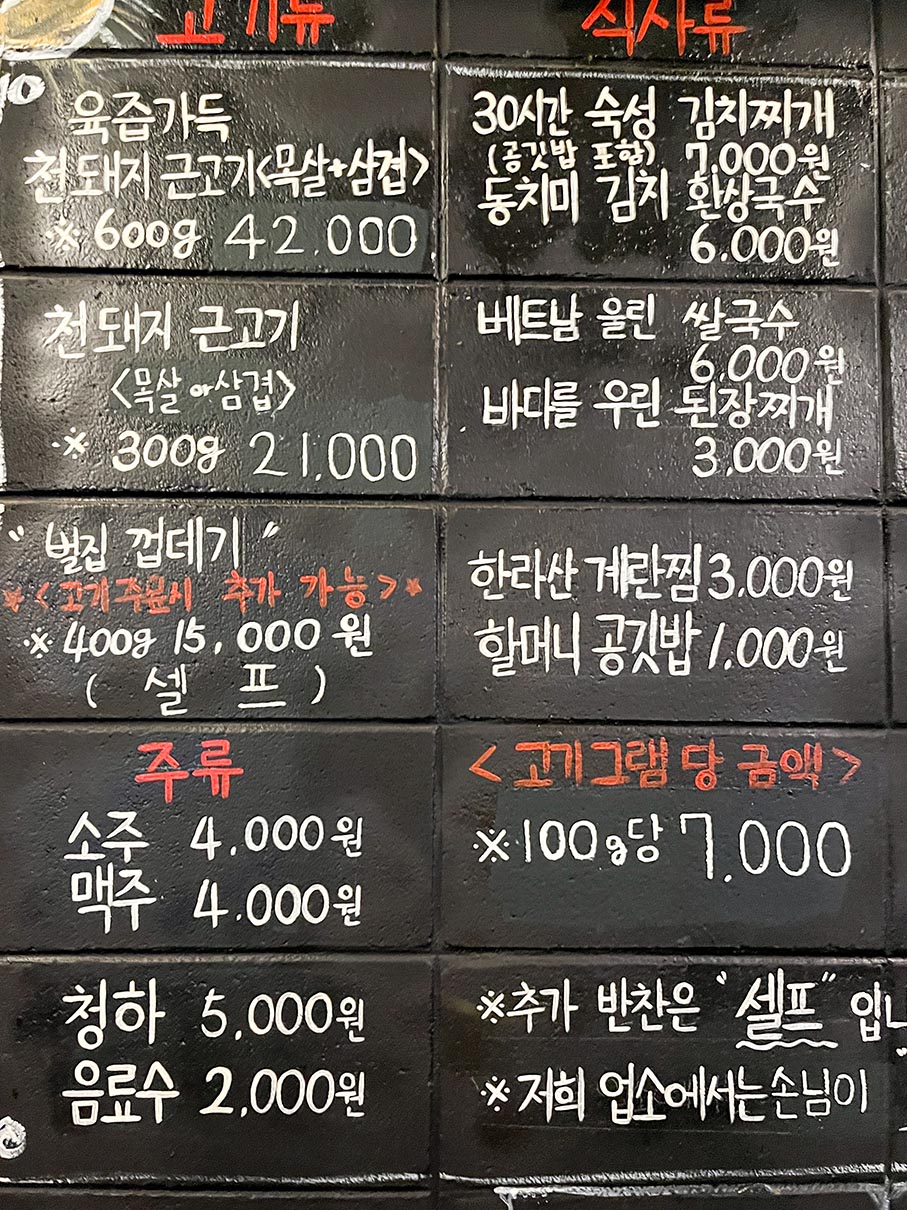 고기류
육즙가득
천돼지 근고기<목살+삼겹>
※ 600g 42,000
천돼지 근고기
<목살 or 삼겹>
※ 300g 21,000
"벌집 껍데기"
*<고기주문시 추가 가능>*
※ 400g 15,000원
(셀프)
주류
소주 4,000원
맥주 4.000원
청하 5,000원
음료수 2,000원
식사류
30시간 숙성 김치찌개
(공깃밥 포함) 7.000원
동치미 김치 환상국수
6.000원
베트남 울린 쌀국수
6,000원
바다를 우린 된장찌개
3,000원
한라산 계란찜 3.000원
할머니 공깃밥 1.000원
<고기그램 당 금액>
※100g당 7.000
※추가 반찬은 "셀프" 입니
※ 저희 업소에서는 손님이